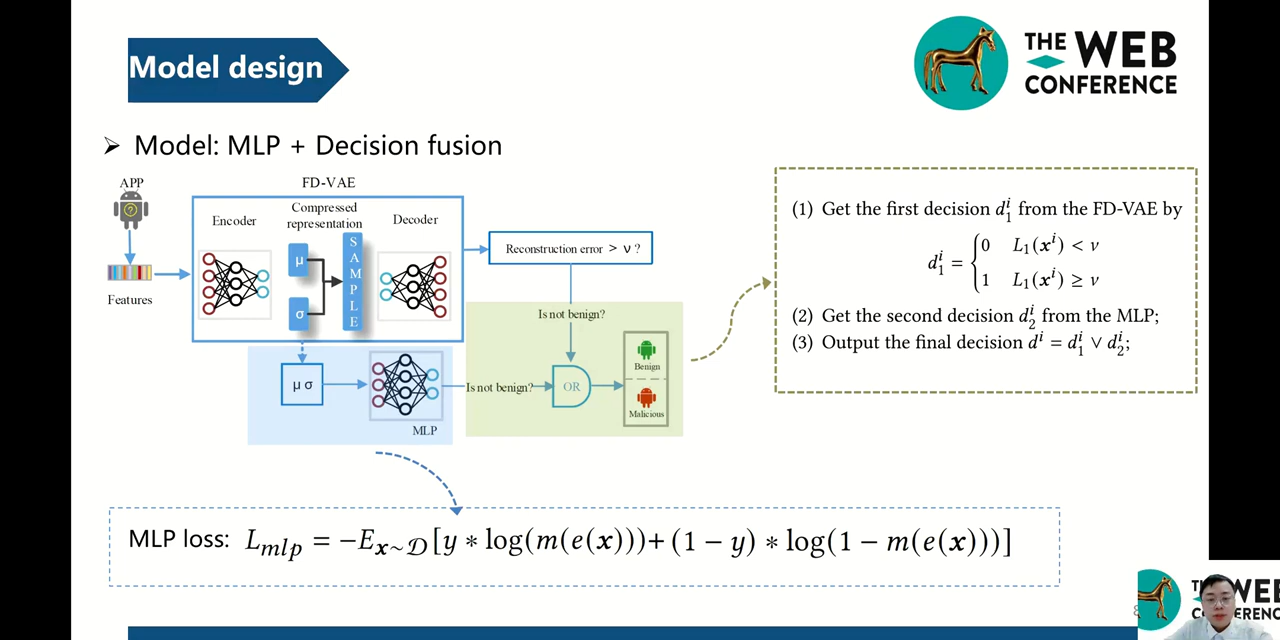 Model design
THE WEB
CONFERENCE
➢ Model: MLP + Decision fusion
APP
?
Features
FD-VAE
Encoder
Compressed
representation
Decoder
μ
σ
SAMPLE
Reconstruction error > ν ?
Is not benign?
μ σ
MLP
Is not benign?
OR
Benign
Malicious
(1) Get the first decision d₁ⁱ from the FD-VAE by
d₁ⁱ = { 0 L₁(xⁱ) < ν
1 L₁(xⁱ) ≥ ν
(2) Get the second decision d₂ⁱ from the MLP;
(3) Output the final decision dⁱ = d₁ⁱ ∨ d₂ⁱ;
MLP loss: L_mlp = −E_x∼𝒟[y ∗ log(m(e(x)))+ (1 − y) ∗ log(1 − m(e(x)))]